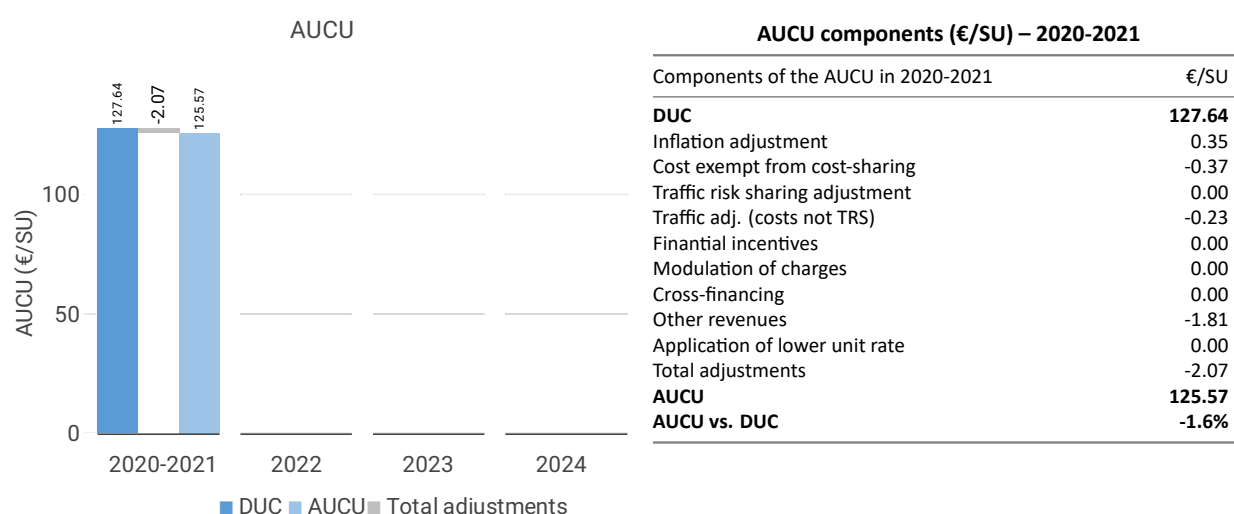 AUCU
127.64
-2.07
125.57
100
50
0
AUCU (€/SU)
2020-2021
2022
2023
2024
DUC AUCU Total adjustments
AUCU components (€/SU) – 2020-2021
Components of the AUCU in 2020-2021 €/SU
DUC 127.64
Inflation adjustment 0.35
Cost exempt from cost-sharing -0.37
Traffic risk sharing adjustment 0.00
Traffic adj. (costs not TRS) -0.23
Finantial incentives 0.00
Modulation of charges 0.00
Cross-financing 0.00
Other revenues -1.81
Application of lower unit rate 0.00
Total adjustments -2.07
AUCU 125.57
AUCU vs. DUC -1.6%